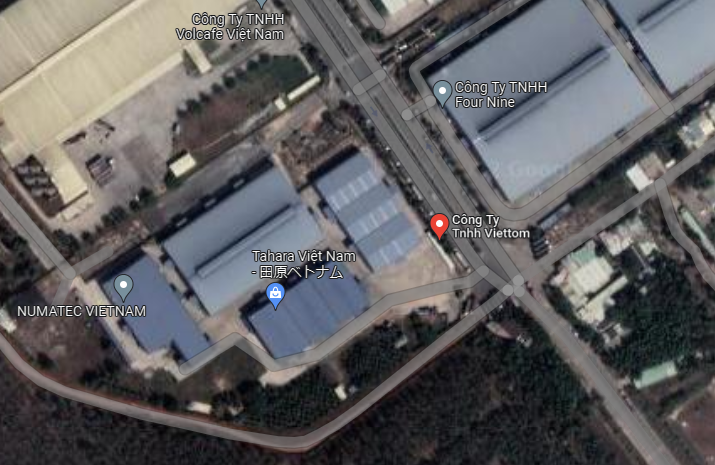 Công Ty TNHH
Volcafe Việt Nam
Công Ty TNHH
Four Nine
Công Ty
Tnhh Viettom
Tahara Việt Nam
- 田原ベトナム
NUMATEC VIETNAM